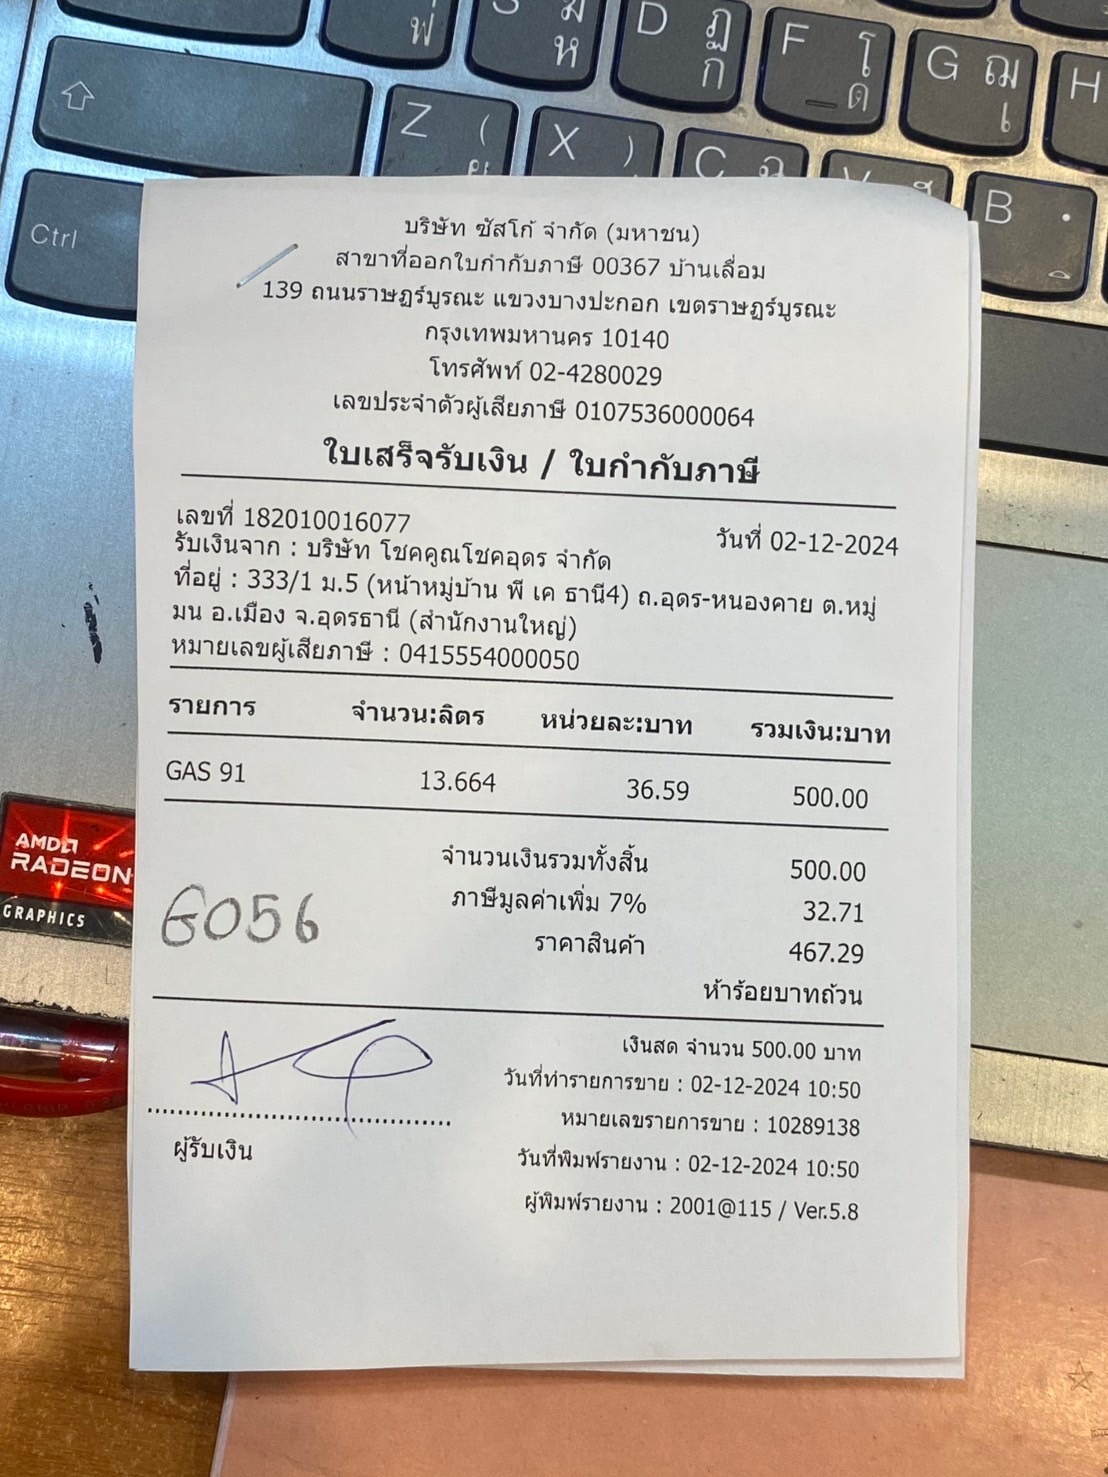 ฟ
S ม ห
D ฏ ก
F โ ด
G ฌ เ
H
Z ( ผ
X )
C ฉ
V
B
Ctrl
บริษัท ซัสโก้ จำกัด (มหาชน)
สาขาที่ออกใบกำกับภาษี 00367 บ้านเลื่อม
139 ถนนราษฎร์บูรณะ แขวงบางปะกอก เขตราษฎร์บูรณะ
กรุงเทพมหานคร 10140
โทรศัพท์ 02-4280029
เลขประจำตัวผู้เสียภาษี 0107536000064
ใบเสร็จรับเงิน / ใบกำกับภาษี
เลขที่ 182010016077 วันที่ 02-12-2024
รับเงินจาก : บริษัท โชคคูณโชคอุดร จำกัด
ที่อยู่ : 333/1 ม.5 (หน้าหมู่บ้าน พี เค ธานี4) ถ.อุดร-หนองคาย ต.หมู่
มน อ.เมือง จ.อุดรธานี (สำนักงานใหญ่)
หมายเลขผู้เสียภาษี : 0415554000050
รายการ จำนวน:ลิตร หน่วยละ:บาท รวมเงิน:บาท
GAS 91 13.664 36.59 500.00
จำนวนเงินรวมทั้งสิ้น 500.00
ภาษีมูลค่าเพิ่ม 7% 32.71
ราคาสินค้า 467.29
ห้าร้อยบาทถ้วน
G056
เงินสด จำนวน 500.00 บาท
วันที่ทำรายการขาย : 02-12-2024 10:50
หมายเลขรายการขาย : 10289138
ผู้รับเงิน
วันที่พิมพ์รายงาน : 02-12-2024 10:50
ผู้พิมพ์รายงาน : 2001@115 / Ver.5.8
AMD
RADEON
GRAPHICS